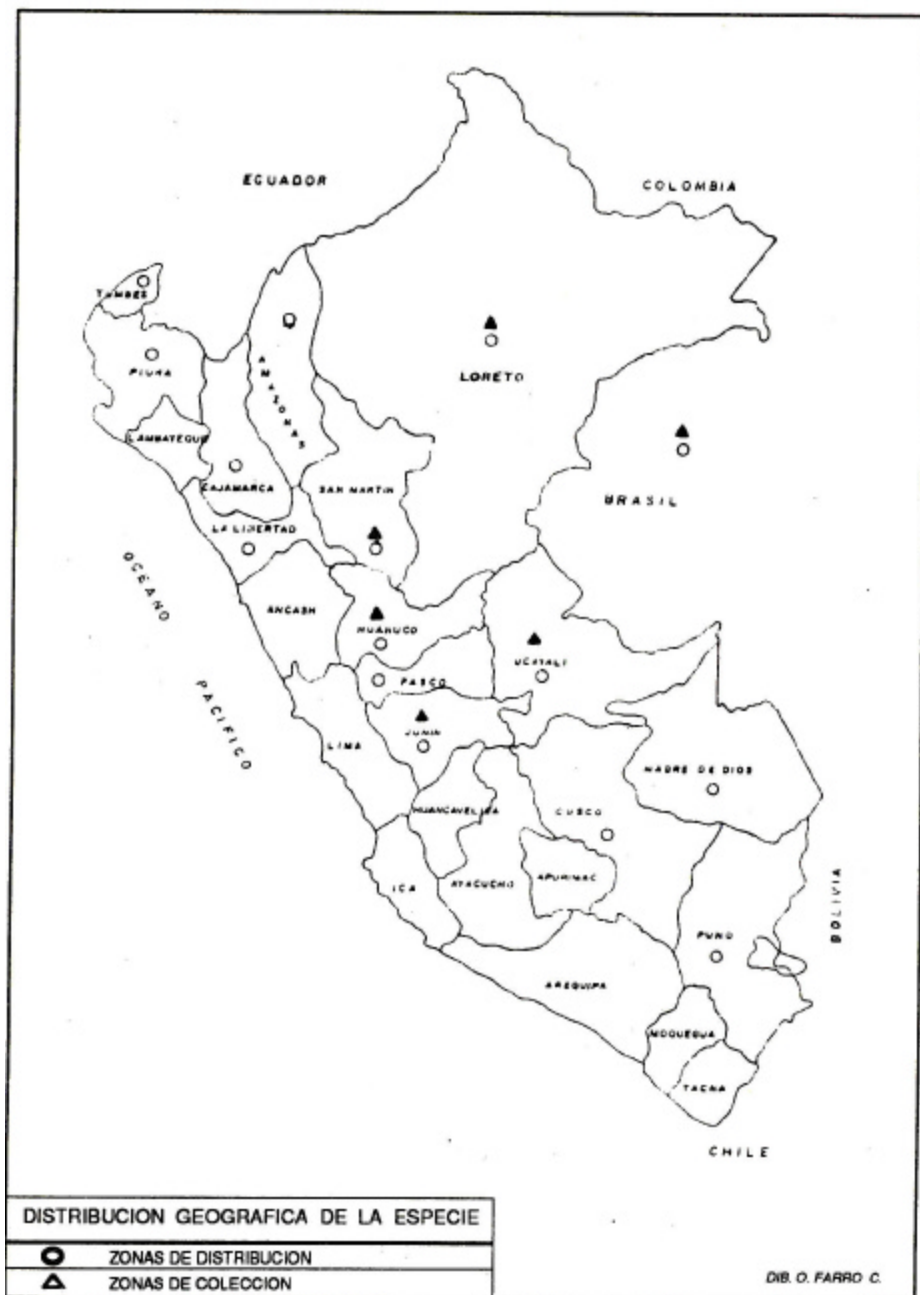 ECUADOR
COLOMBIA
TUMBES
PIURA
AMAZONAS
LORETO
LAMBAYEQUE
CAJAMARCA
SAN MARTIN
BRASIL
LA LIBERTAD
OCEANO PACIFICO
ANCASH
HUANUCO
UCAYALI
PASCO
JUNIN
LIMA
MADRE DE DIOS
HUANCAVELICA
CUSCO
ICA
AYACUCHO
APURIMAC
BOLIVIA
PUNO
AREQUIPA
MOQUEGUA
TACNA
CHILE
DISTRIBUCION GEOGRAFICA DE LA ESPECIE
ZONAS DE DISTRIBUCION
ZONAS DE COLECCION
DIB. O. FARRO C.